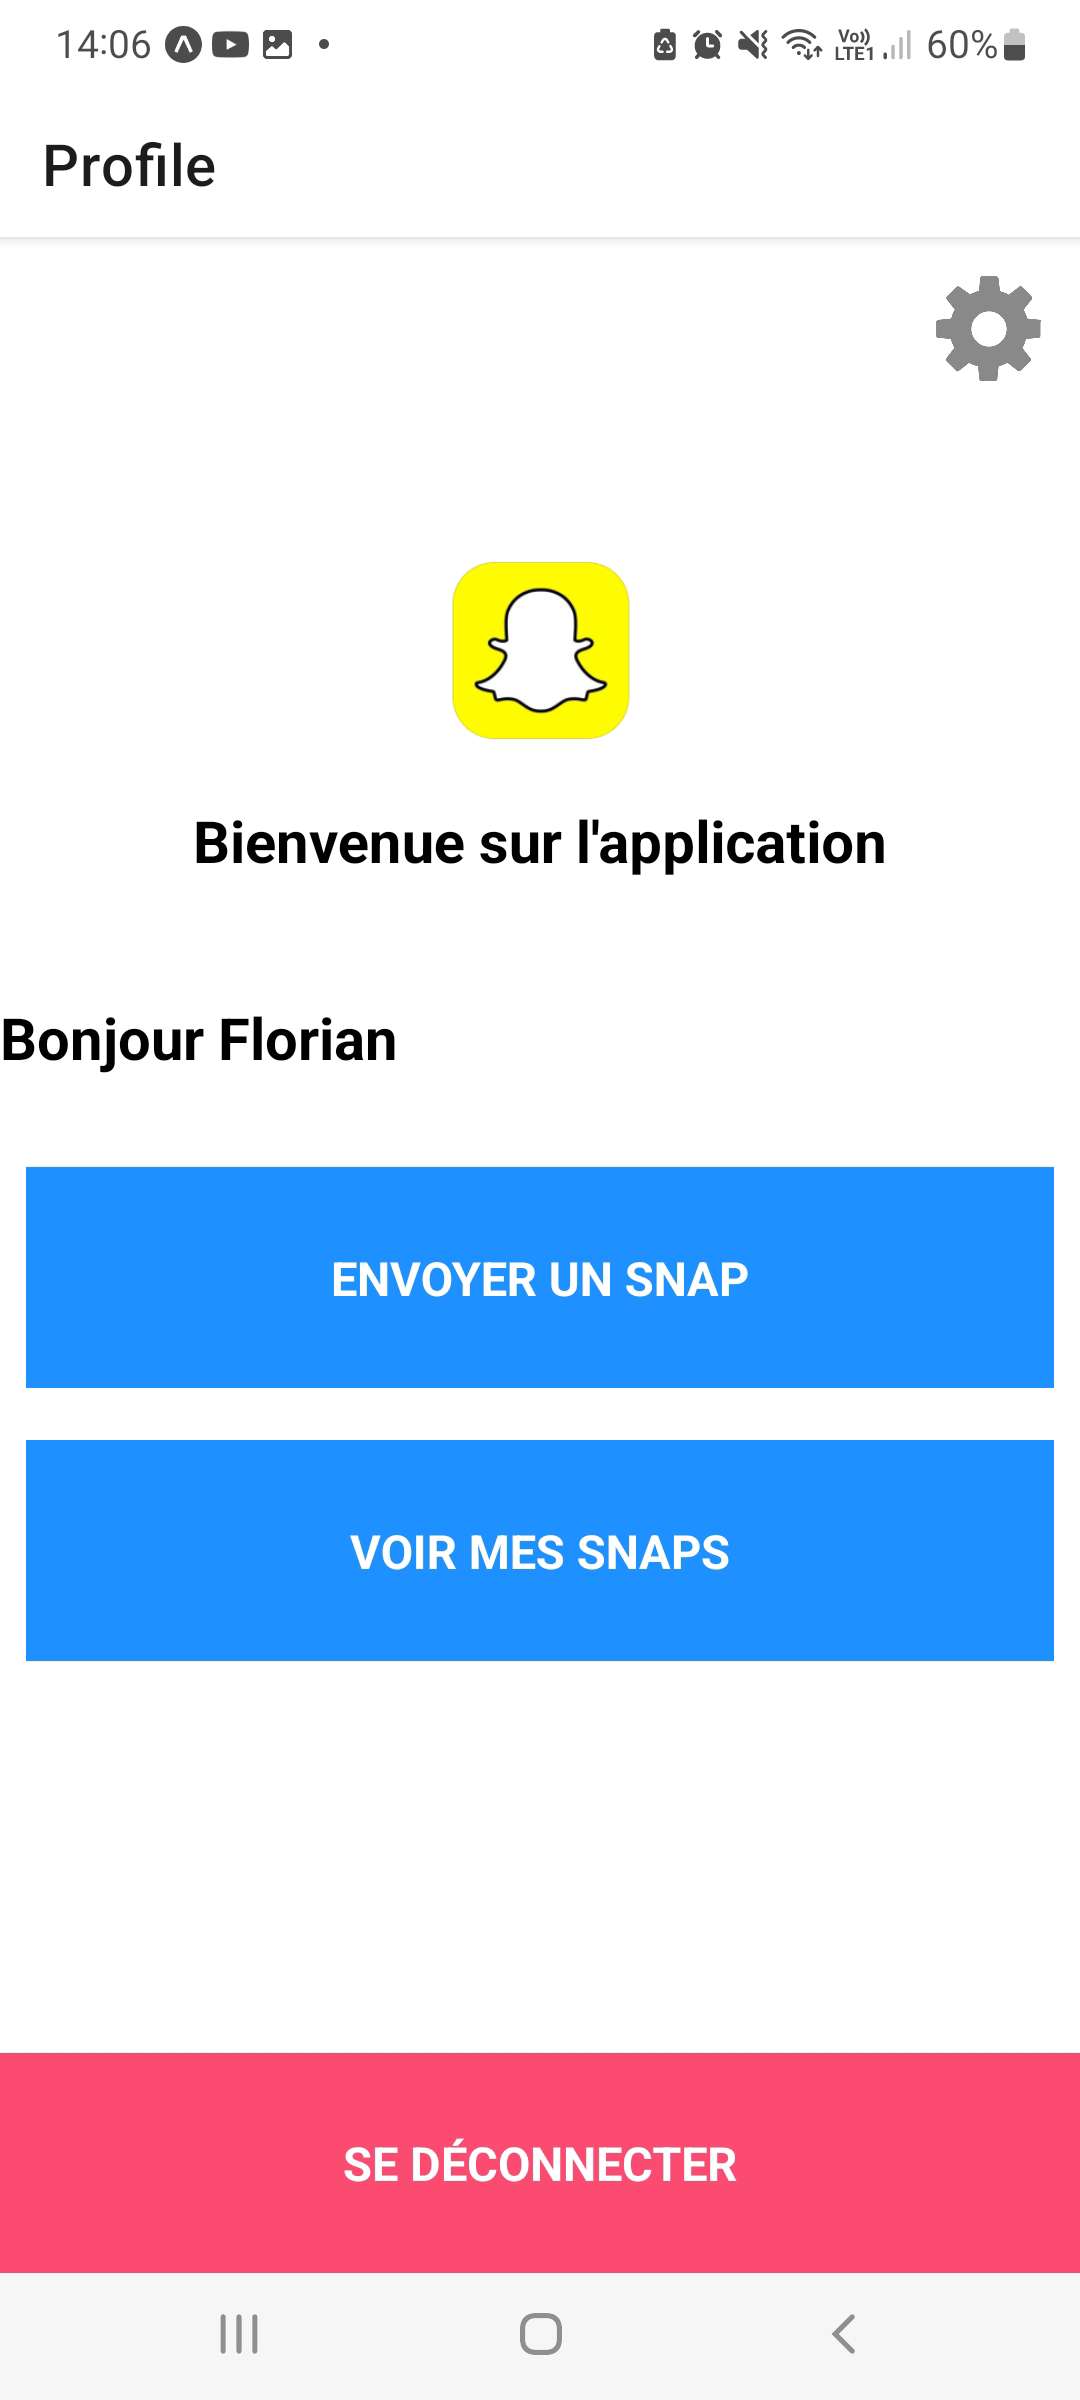 14:06 Vo)) LTE1 60%
Profile
Bienvenue sur l'application
Bonjour Florian
ENVOYER UN SNAP
VOIR MES SNAPS
SE DÉCONNECTER